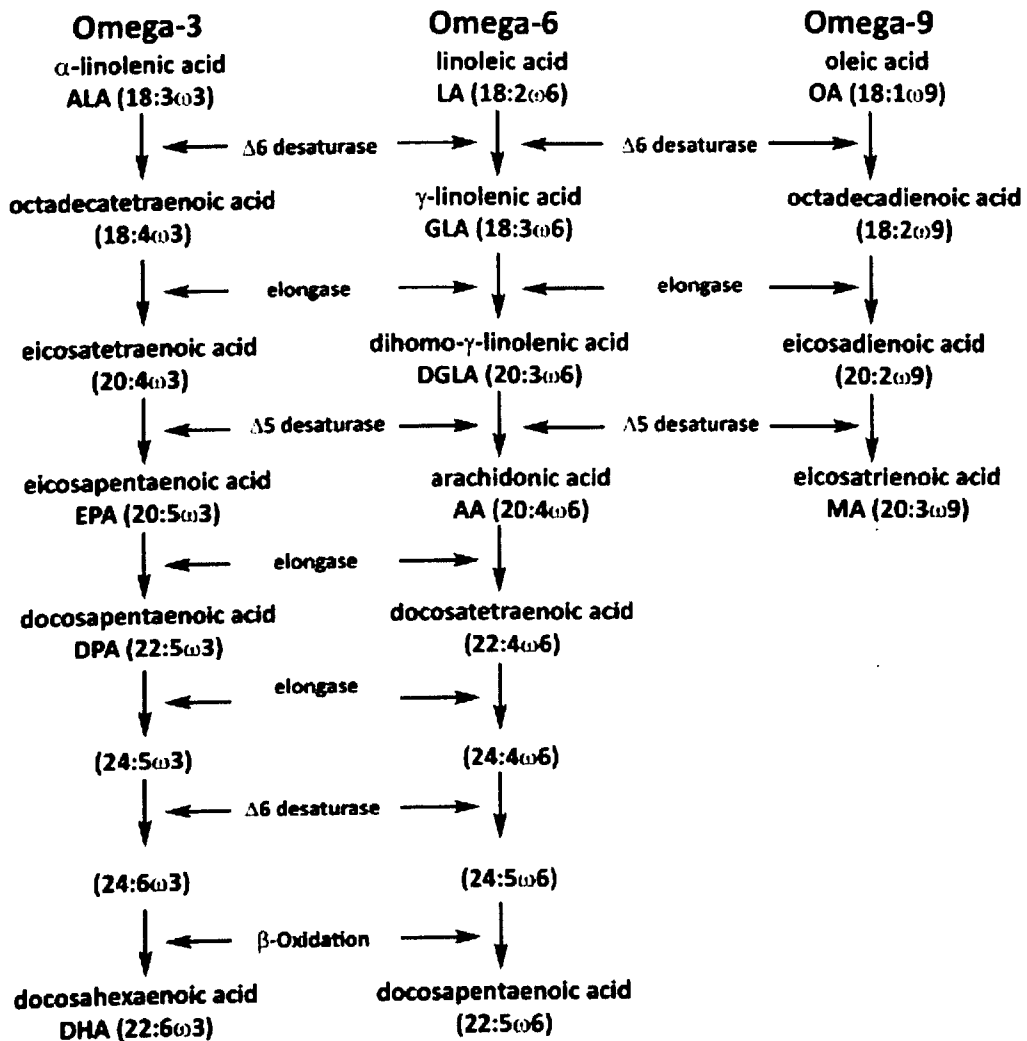 Omega-3 Omega-6 Omega-9
α-linolenic acid linoleic acid oleic acid
ALA (18:3ω3) LA (18:2ω6) OA (18:1ω9)
Δ6 desaturase Δ6 desaturase
octadecatetraenoic acid γ-linolenic acid octadecadienoic acid
(18:4ω3) GLA (18:3ω6) (18:2ω9)
elongase elongase
eicosatetraenoic acid dihomo-γ-linolenic acid eicosadienoic acid
(20:4ω3) DGLA (20:3ω6) (20:2ω9)
Δ5 desaturase Δ5 desaturase
eicosapentaenoic acid arachidonic acid eicosatrienoic acid
EPA (20:5ω3) AA (20:4ω6) MA (20:3ω9)
elongase
docosapentaenoic acid docosatetraenoic acid
DPA (22:5ω3) (22:4ω6)
elongase
(24:5ω3) (24:4ω6)
Δ6 desaturase
(24:6ω3) (24:5ω6)
β-Oxidation
docosahexaenoic acid docosapentaenoic acid
DHA (22:6ω3) (22:5ω6)